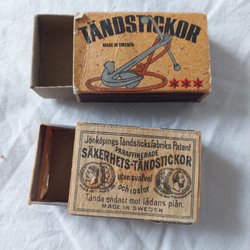 TÄNDSTICKOR
MADE IN SWEDEN
Jönköpings Tändsticksfabriks Patent
PARAFFINERADE
SÄKERHETS-TÄNDSTICKOR
utan svafvel
och fosfor
Tända endast mot lådans plån.
MADE IN SWEDEN